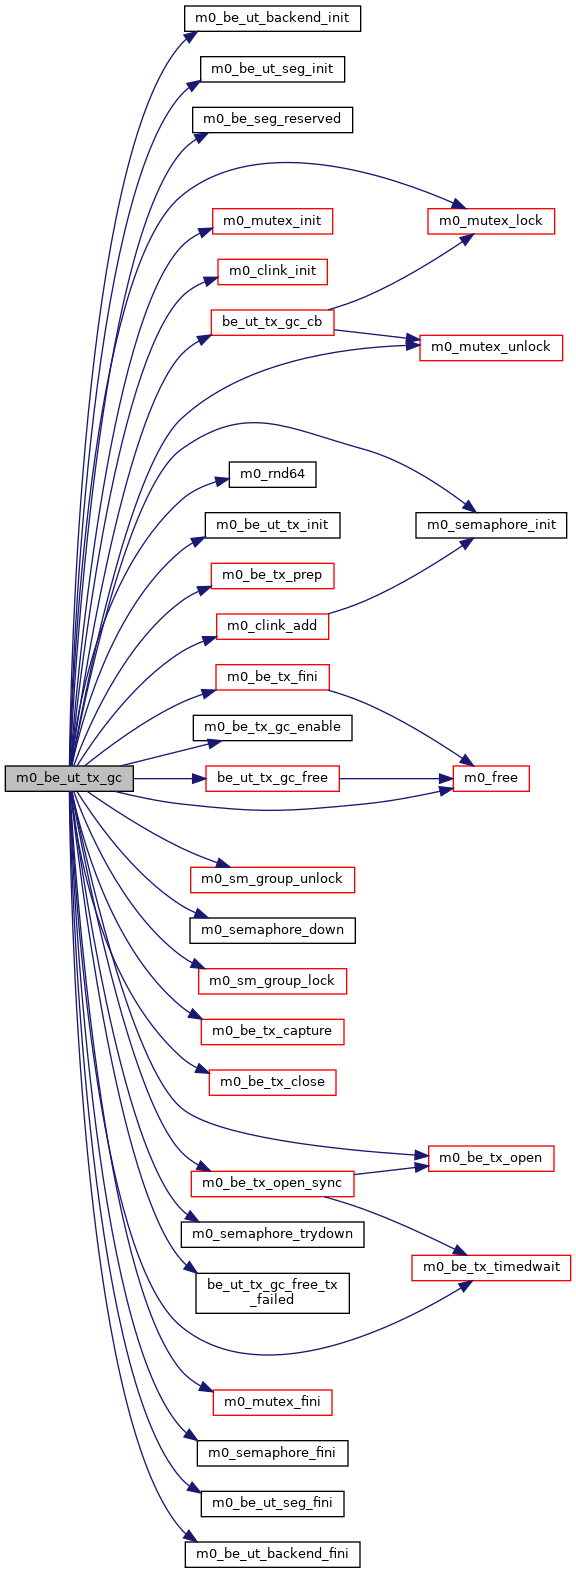 m0_be_ut_backend_init
m0_be_ut_seg_init
m0_be_seg_reserved
m0_mutex_init
m0_mutex_lock
m0_clink_init
be_ut_tx_gc_cb
m0_mutex_unlock
m0_rnd64
m0_be_ut_tx_init
m0_semaphore_init
m0_be_tx_prep
m0_clink_add
m0_be_tx_fini
m0_be_tx_gc_enable
m0_be_ut_tx_gc
be_ut_tx_gc_free
m0_free
m0_sm_group_unlock
m0_semaphore_down
m0_sm_group_lock
m0_be_tx_capture
m0_be_tx_close
m0_be_tx_open
m0_be_tx_open_sync
m0_semaphore_trydown
m0_be_tx_timedwait
be_ut_tx_gc_free_tx
_failed
m0_mutex_fini
m0_semaphore_fini
m0_be_ut_seg_fini
m0_be_ut_backend_fini